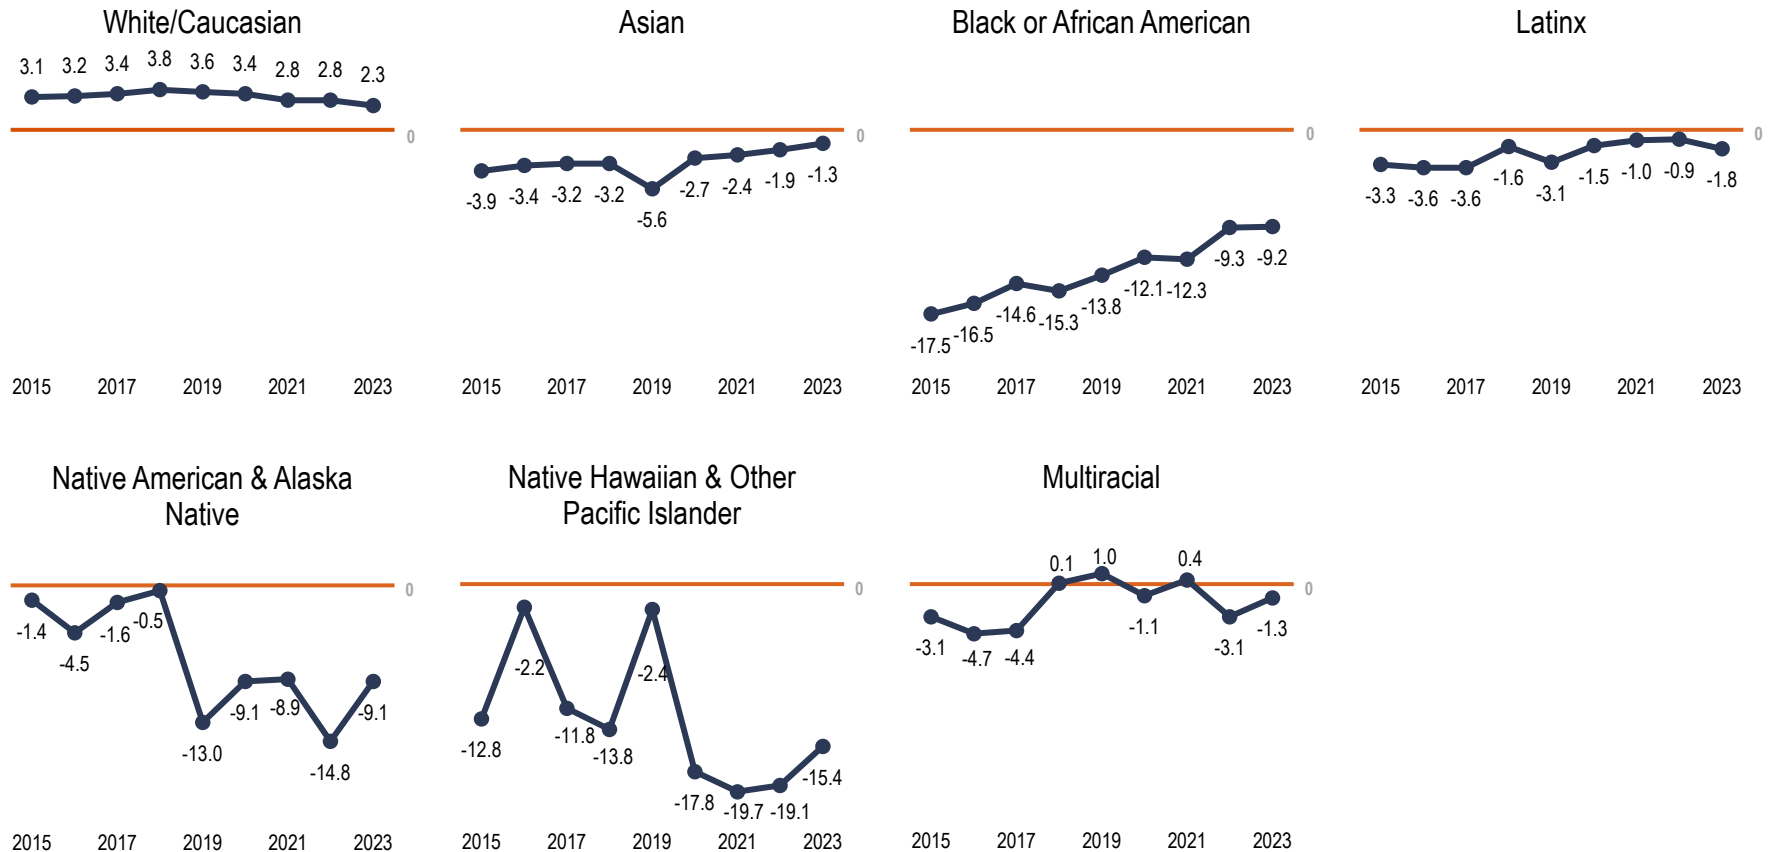 White/Caucasian
3.1 3.2 3.4 3.8 3.6 3.4 2.8 2.8 2.3
0
2015 2017 2019 2021 2023
Asian
0
-3.9 -3.4 -3.2 -3.2 -5.6 -2.7 -2.4 -1.9 -1.3
2015 2017 2019 2021 2023
Black or African American
0
-17.5 -16.5 -14.6 -15.3 -13.8 -12.1 -12.3 -9.3 -9.2
2015 2017 2019 2021 2023
Latinx
0
-3.3 -3.6 -3.6 -1.6 -3.1 -1.5 -1.0 -0.9 -1.8
2015 2017 2019 2021 2023
Native American & Alaska
Native
0
-1.4 -4.5 -1.6 -0.5 -13.0 -9.1 -8.9 -14.8 -9.1
2015 2017 2019 2021 2023
Native Hawaiian & Other
Pacific Islander
0
-12.8 -2.2 -11.8 -13.8 -2.4 -17.8 -19.7 -19.1 -15.4
2015 2017 2019 2021 2023
Multiracial
0
-3.1 -4.7 -4.4 0.1 1.0 -1.1 0.4 -3.1 -1.3
2015 2017 2019 2021 2023